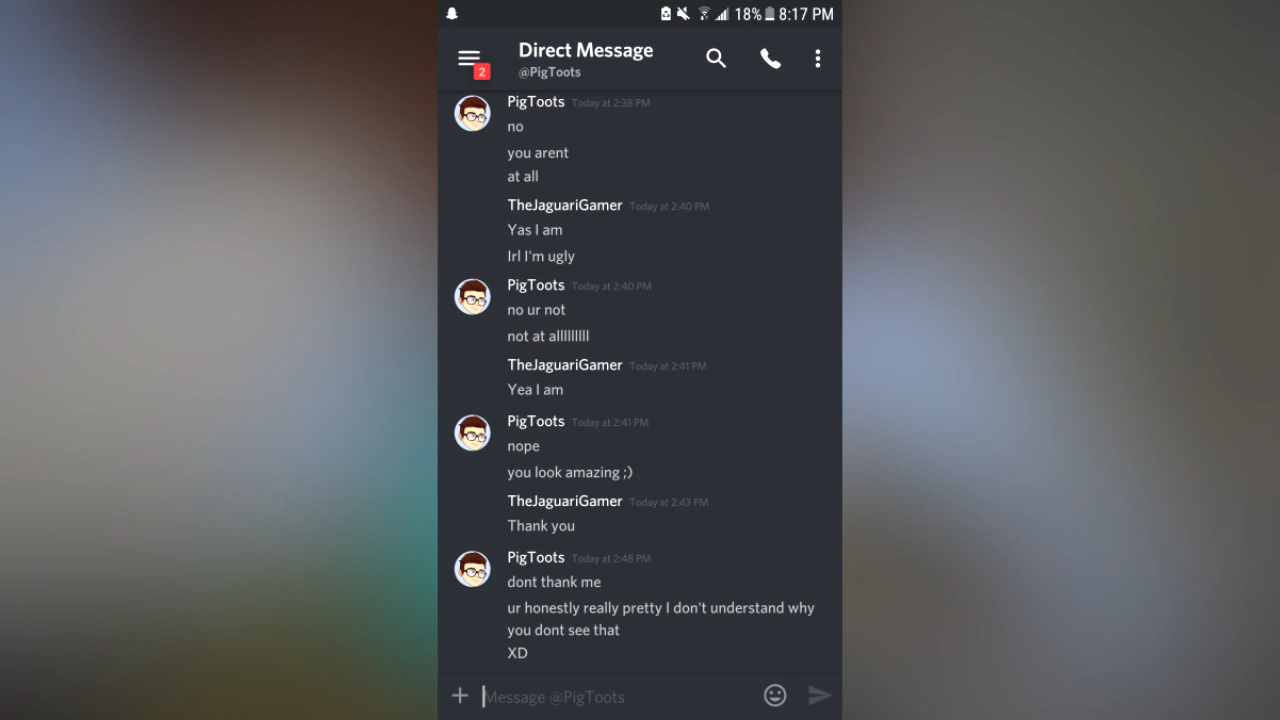 18% 8:17 PM
Direct Message
2
@PigToots
PigToots Today at 2:38 PM
no
you arent
at all
TheJaguariGamer Today at 2:40 PM
Yas I am
Irl I'm ugly
PigToots Today at 2:40 PM
no ur not
not at alllllllll
TheJaguariGamer Today at 2:41 PM
Yea I am
PigToots Today at 2:41 PM
nope
you look amazing ;)
TheJaguariGamer Today at 2:43 PM
Thank you
PigToots Today at 2:48 PM
dont thank me
ur honestly really pretty I don't understand why
you dont see that
XD
Message @PigToots